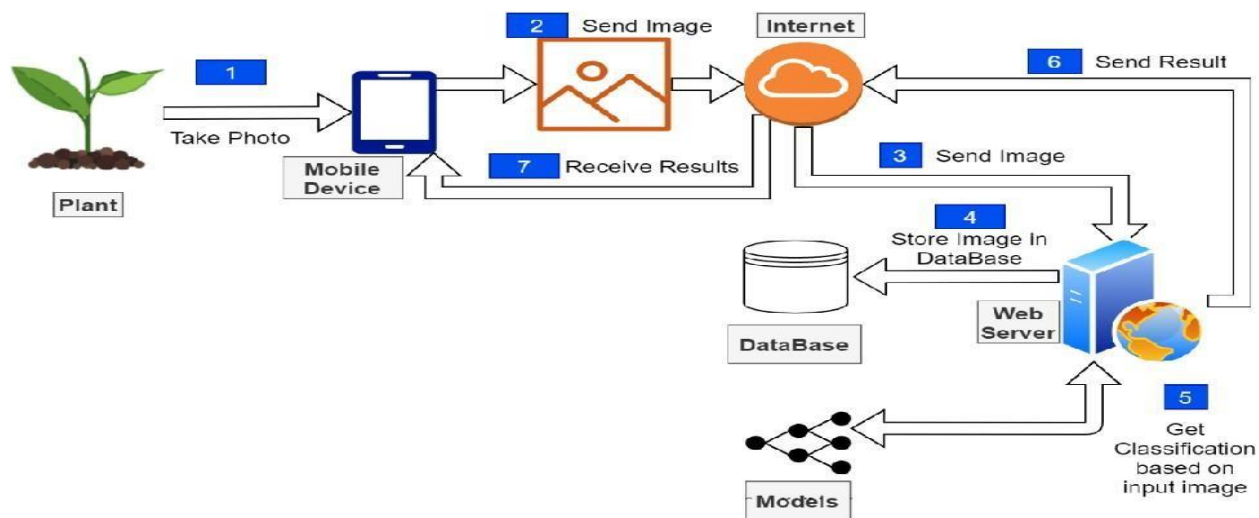 1
Take Photo
Plant
Mobile
Device
2
Send Image
Internet
3
Send Image
4
Store Image in
DataBase
DataBase
Web
Server
5
Get
Classification
based on
input image
Models
6
Send Result
7
Receive Results